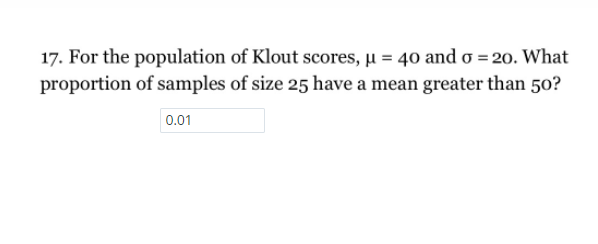 17. For the population of Klout scores, μ = 40 and σ = 20. What
proportion of samples of size 25 have a mean greater than 50?
0.01